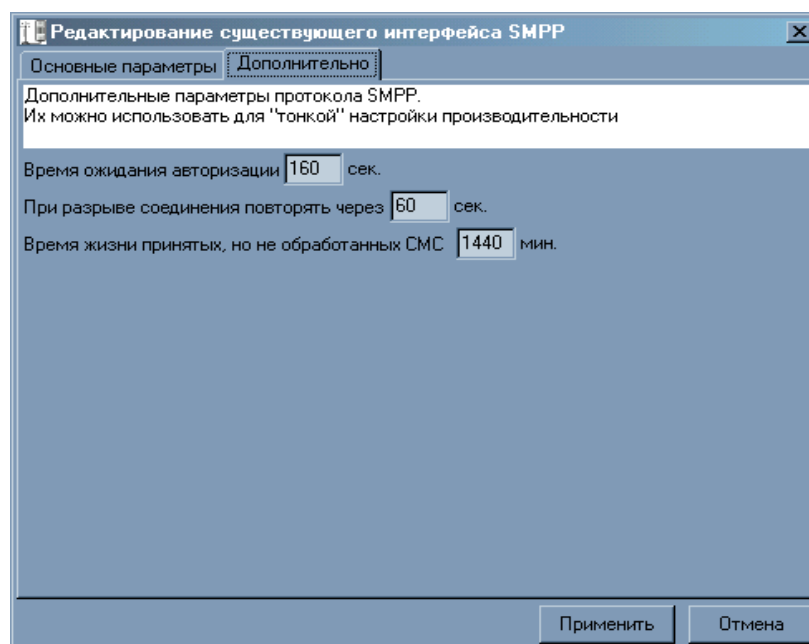 Редактирование существующего интерфейса SMPP
Основные параметры Дополнительно
Дополнительные параметры протокола SMPP.
Их можно использовать для "тонкой" настройки производительности
Время ожидания авторизации 160 сек.
При разрыве соединения повторять через 60 сек.
Время жизни принятых, но не обработанных СМС 1440 мин.
Применить Отмена